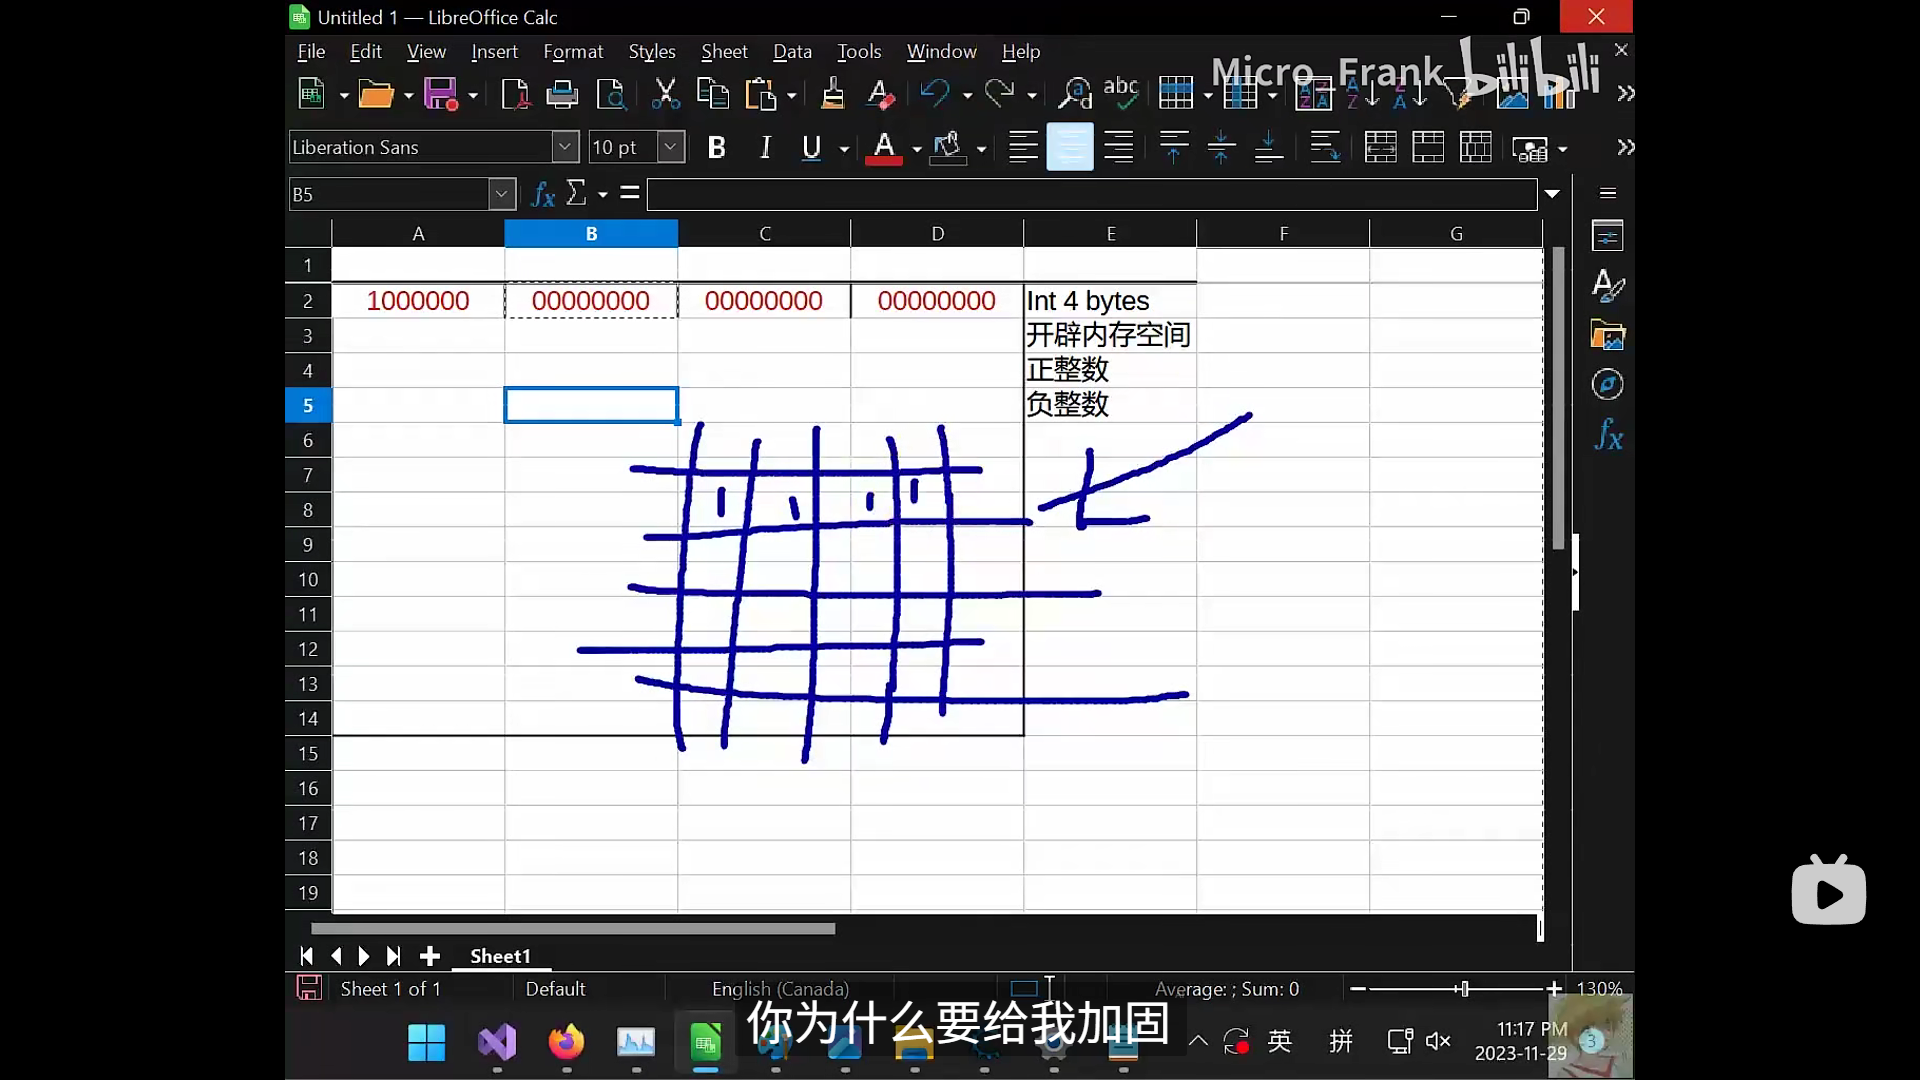 Untitled 1 — LibreOffice Calc
File Edit View Insert Format Styles Sheet Data Tools Window Help
Micro_Frank bilibili
Liberation Sans 10 pt B I U A
B5 fx Σ =
A B C D E F G
1
2 1000000 00000000 00000000 00000000 Int 4 bytes
3 开辟内存空间
4 正整数
5 负整数
6
7
8
9
10
11
12
13
14
15
16
17
18
19
Sheet1
Sheet 1 of 1 Default English (Canada) Average: ; Sum: 0 130%
你为什么要给我加固
英 拼 11:17 PM 3
2023-11-29